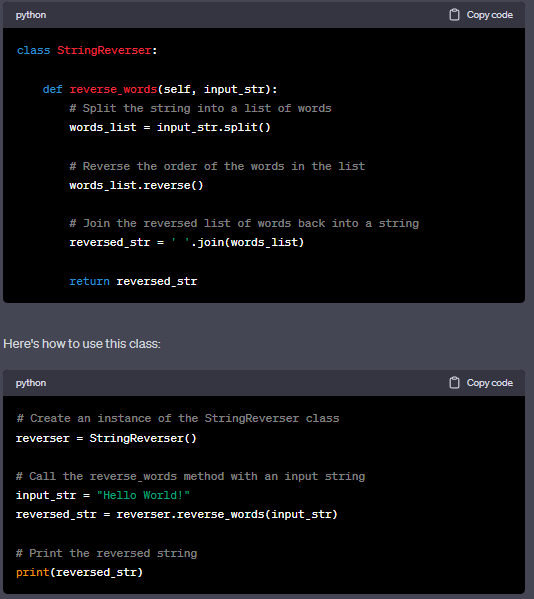 python Copy code
class StringReverser:
    def reverse_words(self, input_str):
        # Split the string into a list of words
        words_list = input_str.split()
        # Reverse the order of the words in the list
        words_list.reverse()
        # Join the reversed list of words back into a string
        reversed_str = ' '.join(words_list)
        return reversed_str
Here's how to use this class:
python Copy code
# Create an instance of the StringReverser class
reverser = StringReverser()
# Call the reverse_words method with an input string
input_str = "Hello World!"
reversed_str = reverser.reverse_words(input_str)
# Print the reversed string
print(reversed_str)